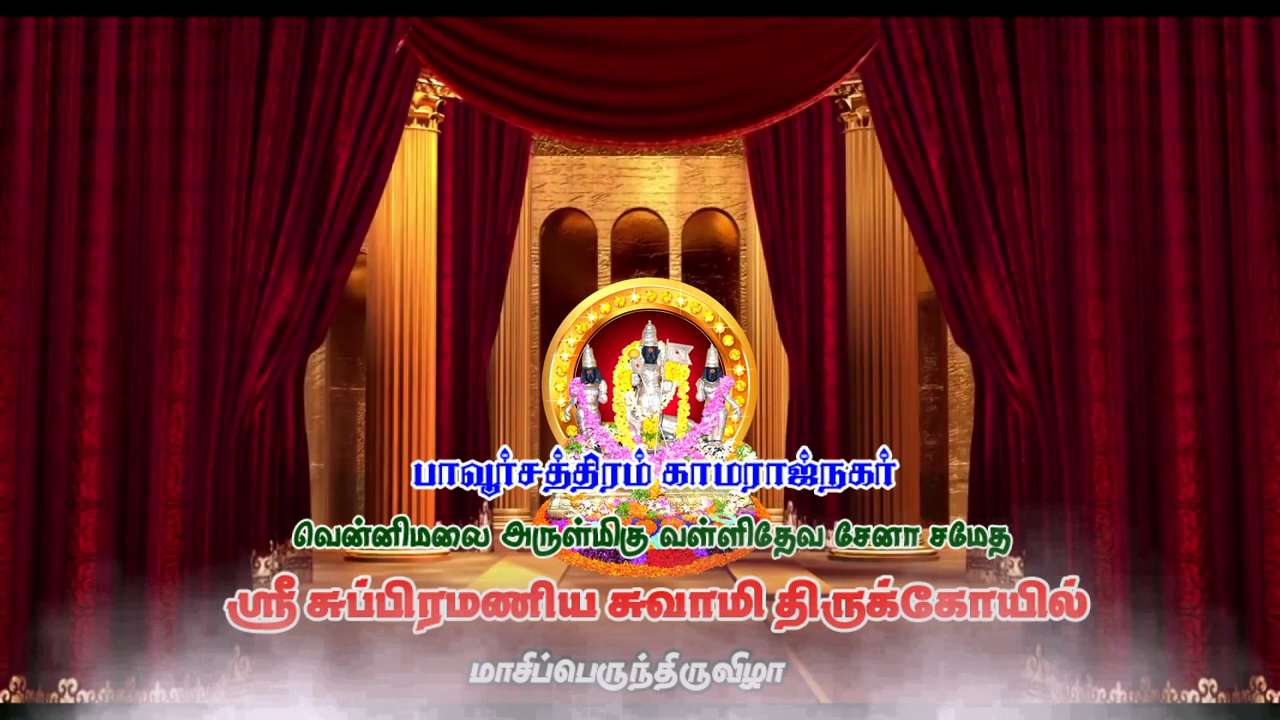 பாவூர்சத்திரம் காமராஜ்நகர்
வென்னிமலை அருள்மிகு வள்ளிதேவ சேனா சமேத
ஸ்ரீ சுப்பிரமணிய சுவாமி திருக்கோயில்
மாசிப்பெருந்திருவிழா